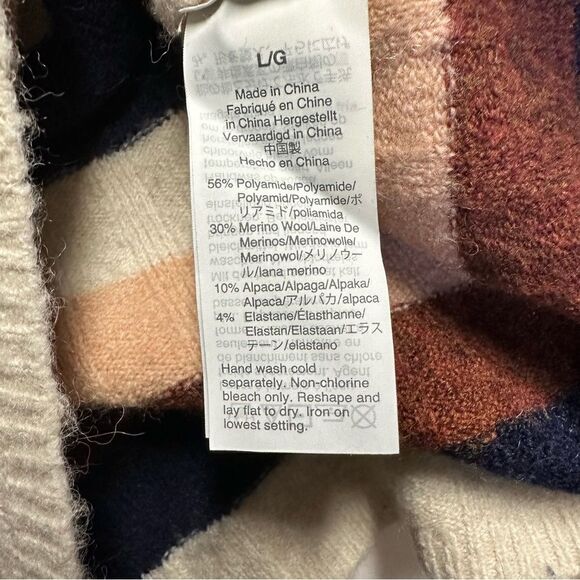 L/G
Made in China
Fabriqué en Chine
in China Hergestellt
Vervaardigd in China
中国製
Hecho en China
56% Polyamide/Polyamide/
Polyamid/Polyamide/ポ
リアミド/poliamida
30% Merino Wool/Laine De
Merinos/Merinowolle/
Merinowol/メリノウー
ル/lana merino
10% Alpaca/Alpaga/Alpaka/
Alpaca/アルパカ/alpaca
4% Elastane/Élasthanne/
Elastan/Elastaan/エラス
テーン/elastano
Hand wash cold
separately. Non-chlorine
bleach only. Reshape and
lay flat to dry. Iron on
lowest setting.